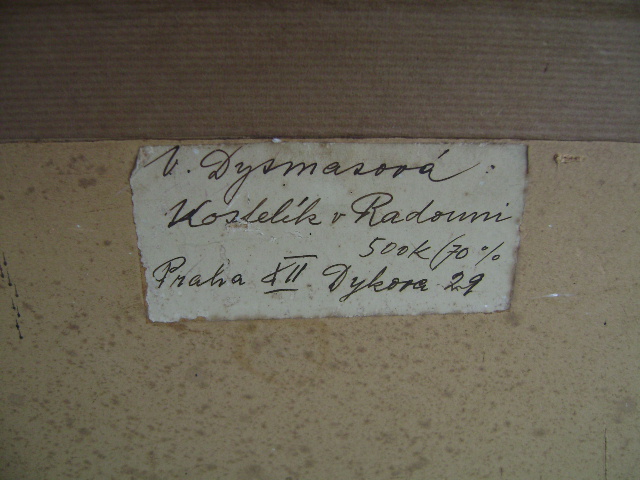 V. Dysmasová:
Kostelík v Radouni
500K (70%
Praha XII Dykova 29